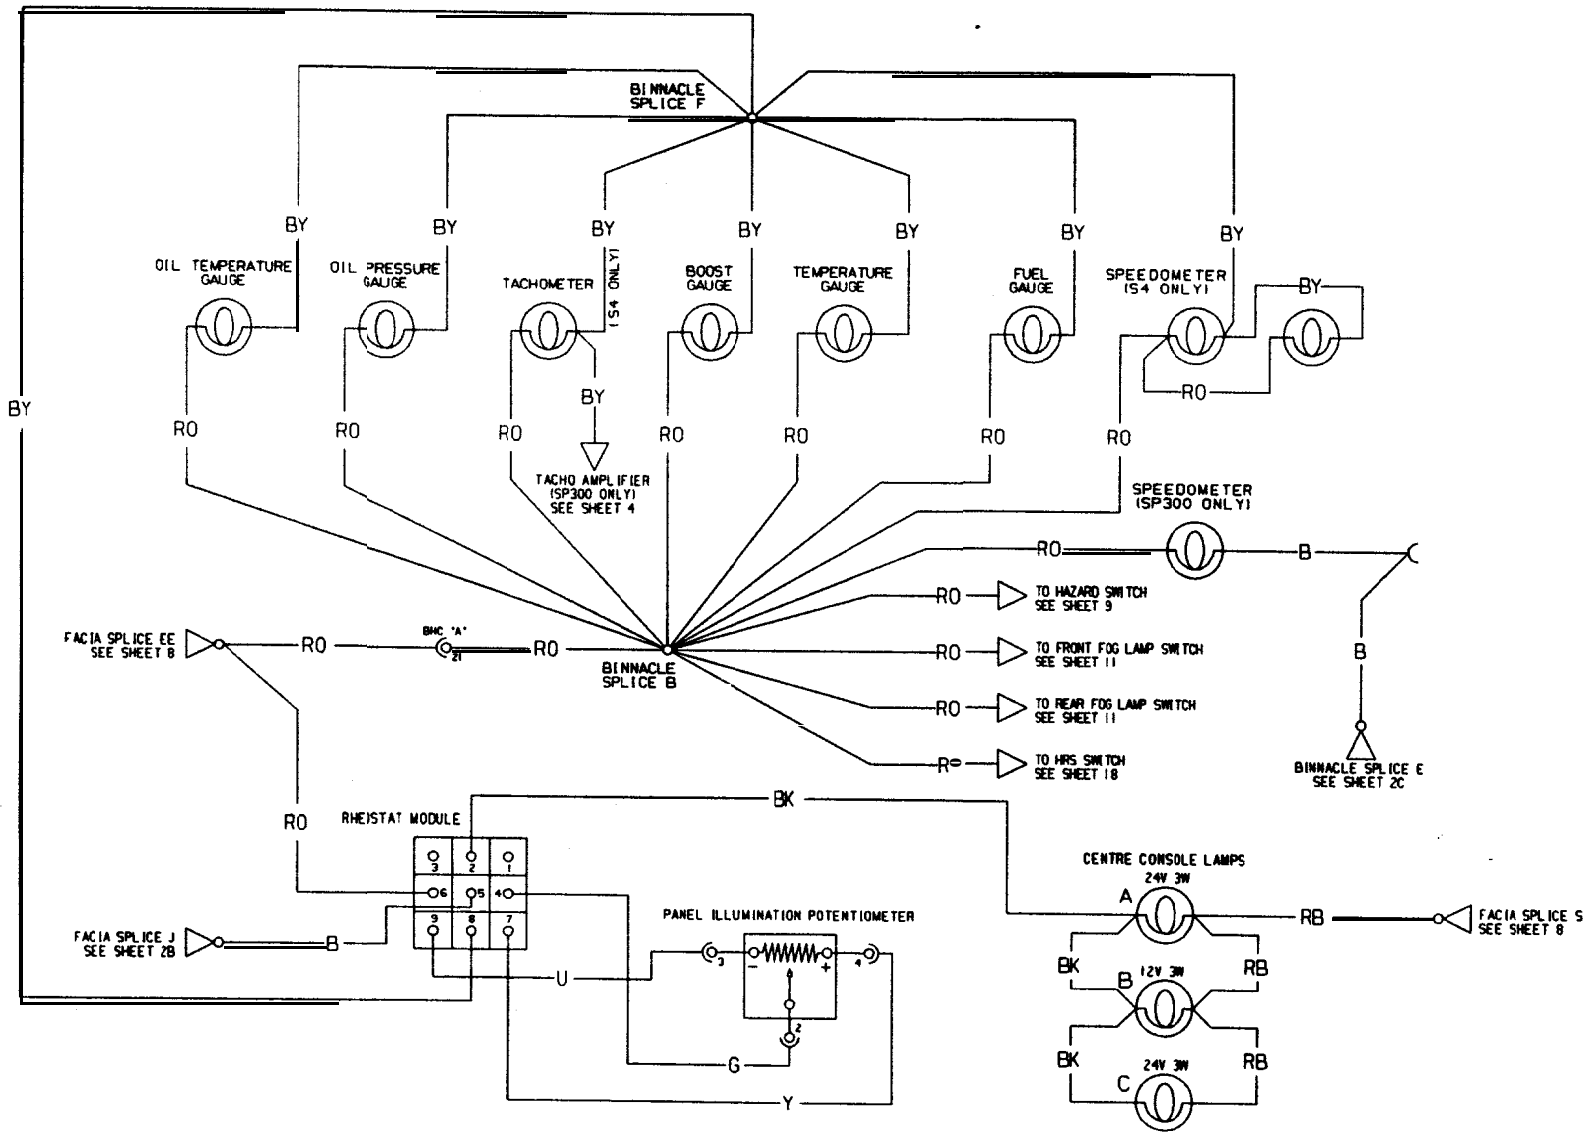 BINNACLE
SPLICE F
BY
BY
BY
BY
BY
BY
BY
OIL TEMPERATURE
GAUGE
OIL PRESSURE
GAUGE
TACHOMETER
(S4 ONLY)
BOOST
GAUGE
TEMPERATURE
GAUGE
FUEL
GAUGE
SPEEDOMETER
(S4 ONLY)
BY
BY
BY
RO
RO
RO
RO
RO
RO
RO
RO
TACHO AMPLIFIER
(SP300 ONLY)
SEE SHEET 4
SPEEDOMETER
(SP300 ONLY)
RO
B
RO
TO HAZARD SWITCH
SEE SHEET 9
FACIA SPLICE EE
SEE SHEET 8
RO
BHC "A"
21
RO
BINNACLE
SPLICE B
RO
TO FRONT FOG LAMP SWITCH
SEE SHEET 11
B
RO
TO REAR FOG LAMP SWITCH
SEE SHEET 11
RO
TO HRS SWITCH
SEE SHEET 18
BINNACLE SPLICE E
SEE SHEET 2C
BK
RO
RHEISTAT MODULE
3
2
1
6
5
4
9
8
7
FACIA SPLICE J
SEE SHEET 2B
B
PANEL ILLUMINATION POTENTIOMETER
3
-
+
4
2
U
G
Y
CENTRE CONSOLE LAMPS
24V 3W
A
RB
FACIA SPLICE S
SEE SHEET 8
BK
RB
12V 3W
B
BK
RB
24V 3W
C